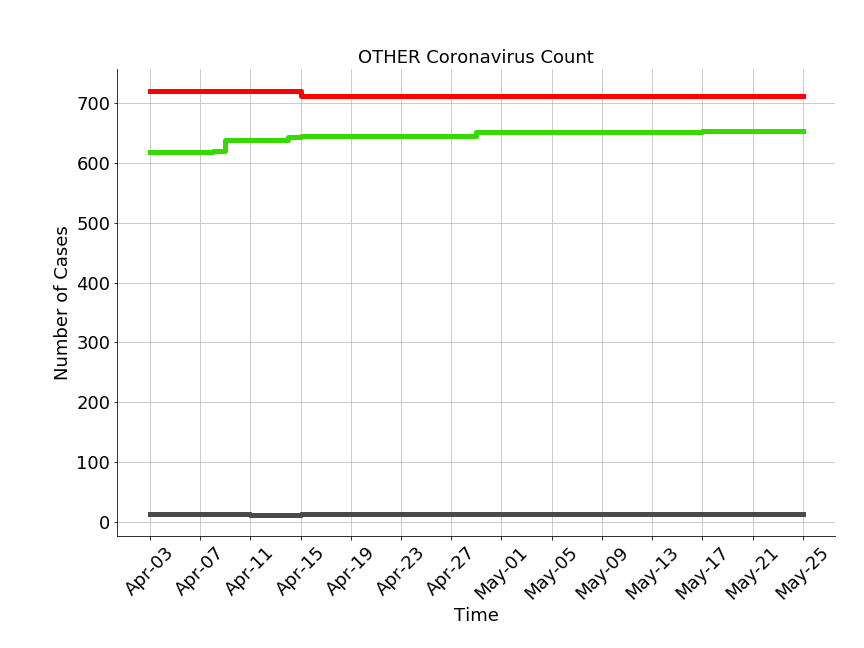 OTHER Coronavirus Count
Number of Cases
700
600
500
400
300
200
100
0
Apr-03
Apr-07
Apr-11
Apr-15
Apr-19
Apr-23
Apr-27
May-01
May-05
May-09
May-13
May-17
May-21
May-25
Time